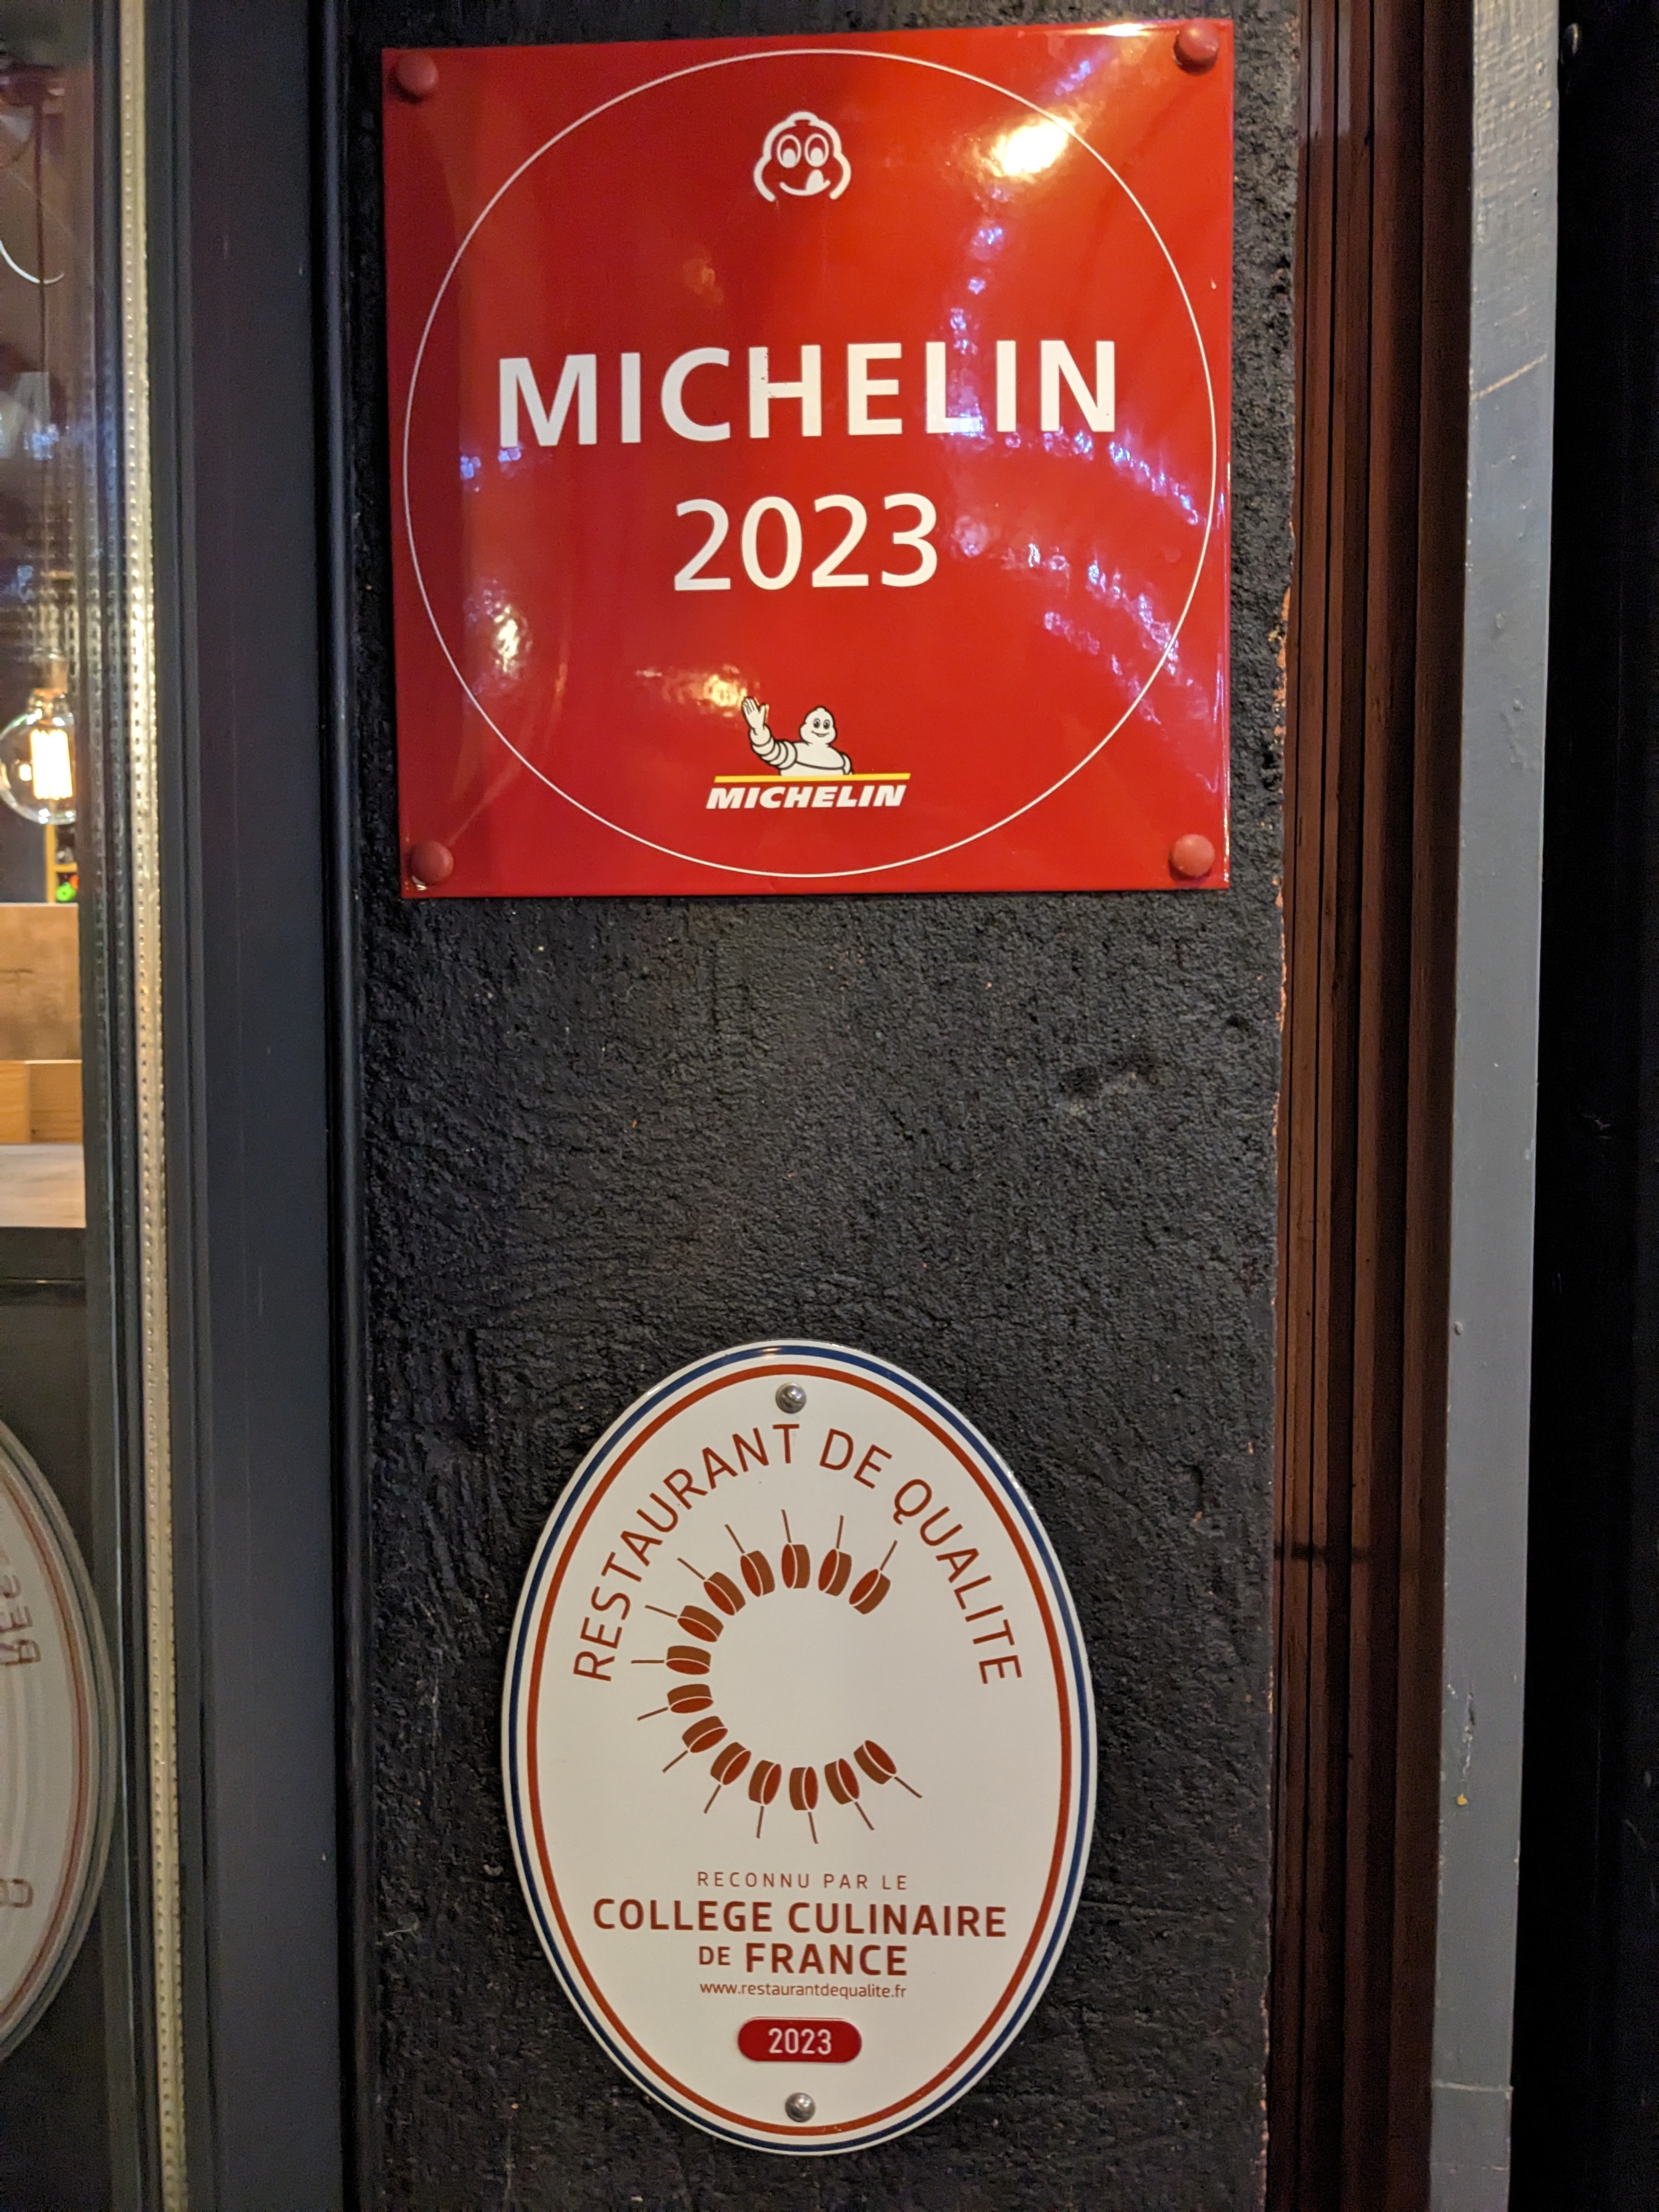 MICHELIN
2023
MICHELIN
RESTAURANT DE QUALITE
RECONNU PAR LE
COLLEGE CULINAIRE
DE FRANCE
www.restaurantdequalite.fr
2023